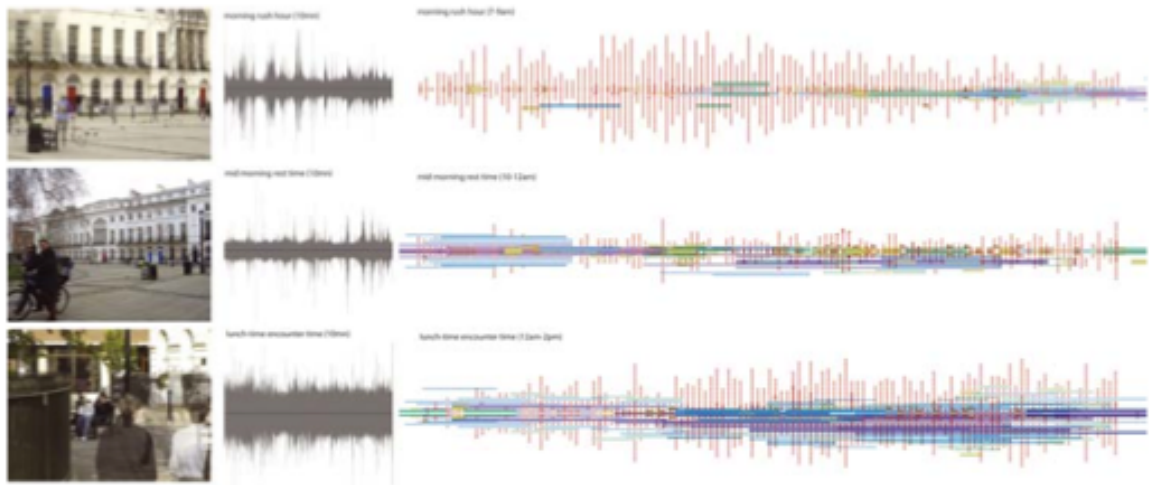 morning rush hour (10min)
morning rush hour (7-9am)
mid morning rest time (10min)
mid morning rest time (10-12am)
lunch-time encounter time (10min)
lunch-time encounter time (12am-2pm)